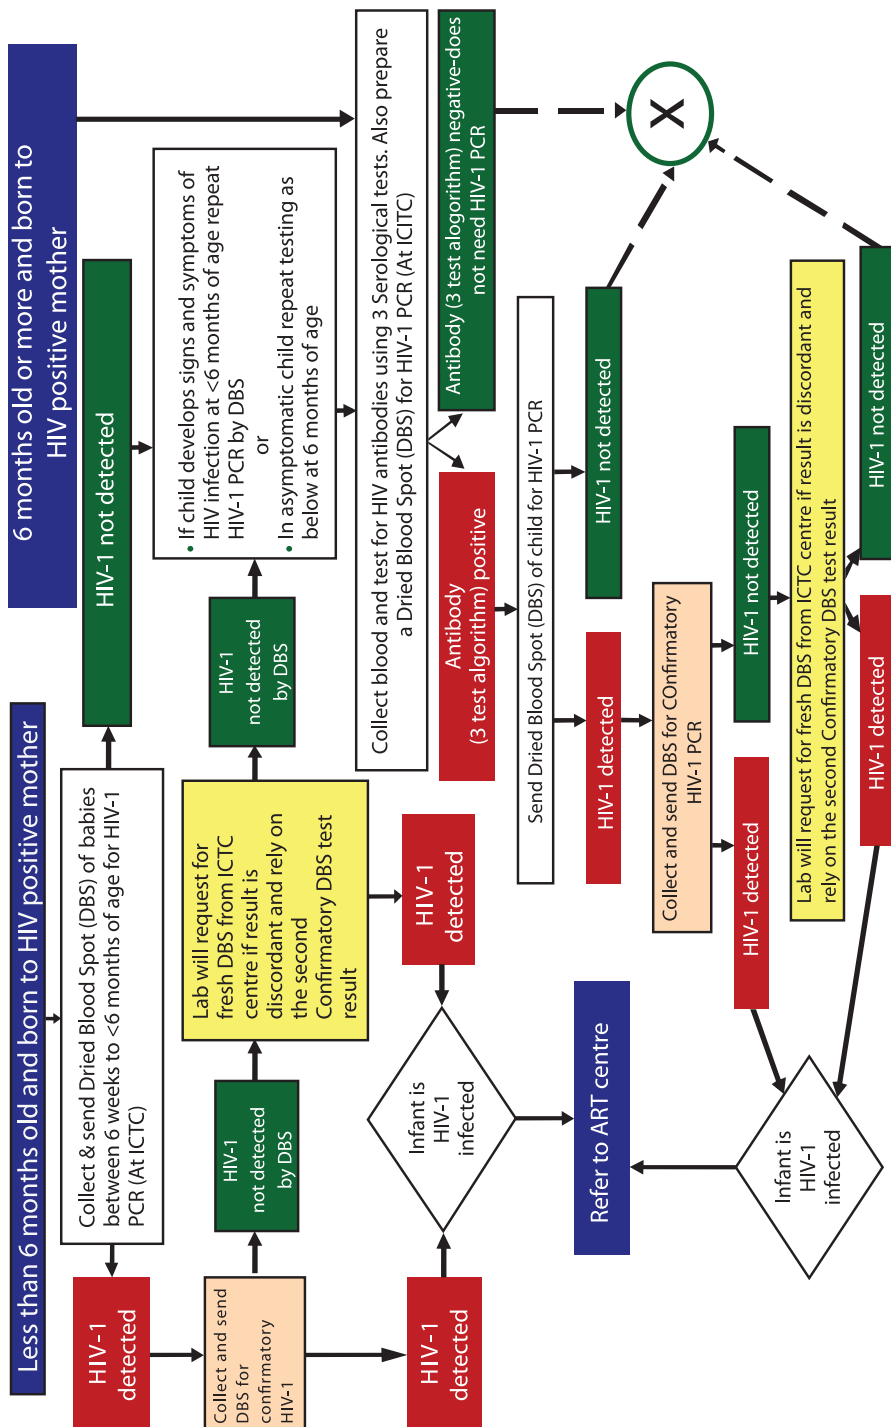 Less than 6 months old and born to HIV positive mother
6 months old or more and born to
HIV positive mother
Collect & send Dried Blood Spot (DBS) of babies
between 6 weeks to <6 months of age for HIV-1
PCR (At ICTC)
HIV-1
detected
HIV-1 not detected
Collect and send
DBS for
confirmatory
HIV-1
HIV-1
not detected
by DBS
Lab will request for
fresh DBS from ICTC
centre if result is
discordant and rely on
the second
Confirmatory DBS test
result
HIV-1
not detected
by DBS
• If child develops signs and symptoms of
HIV infection at <6 months of age repeat
HIV-1 PCR by DBS
or
• In asymptomatic child repeat testing as
below at 6 months of age
HIV-1
detected
HIV-1
detected
Infant is
HIV-1
infected
Collect blood and test for HIV antibodies using 3 Serological tests. Also prepare
a Dried Blood Spot (DBS) for HIV-1 PCR (At ICITC)
Antibody
(3 test algorithm) positive
Antibody (3 test alogorithm) negative-does
not need HIV-1 PCR
Send Dried Blood Spot (DBS) of child for HIV-1 PCR
Refer to ART centre
HIV-1 detected
HIV-1 not detected
X
Collect and send DBS for COnfirmatory
HIV-1 PCR
HIV-1 detected
HIV-1 not detected
Lab will request for fresh DBS from ICTC centre if result is discordant and
rely on the second Confirmatory DBS test result
Infant is
HIV-1
infected
HIV-1 detected
HIV-1 not detected